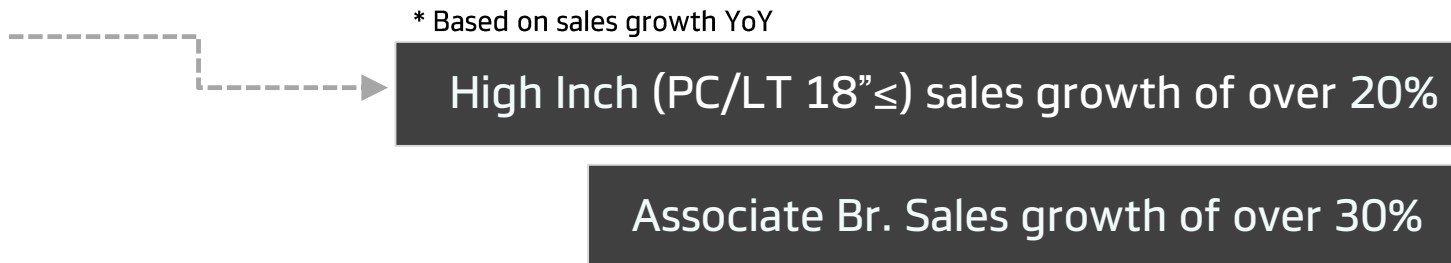 * Based on sales growth YoY
High Inch (PC/LT 18”≤) sales growth of over 20%
Associate Br. Sales growth of over 30%